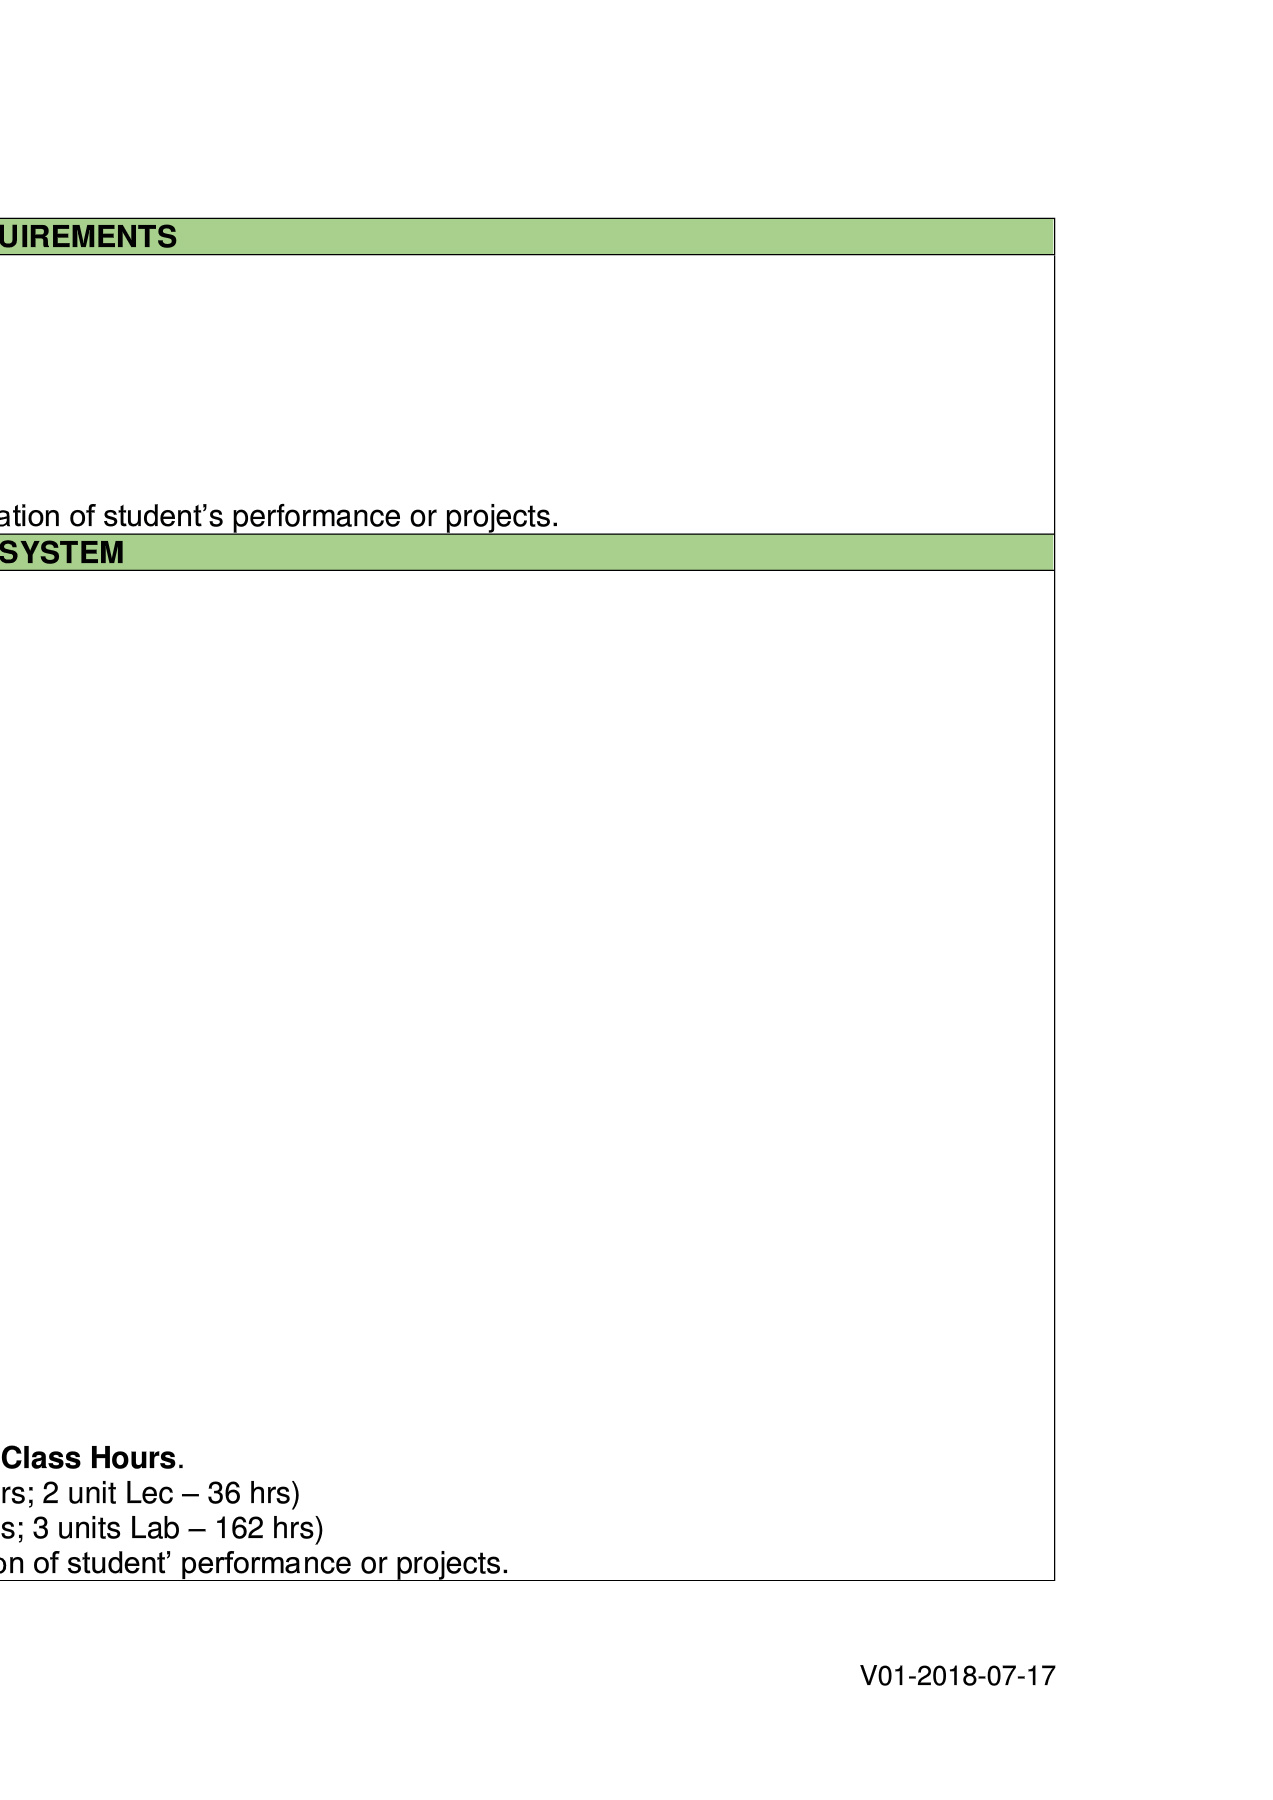 UIREMENTS
ation of student’s performance or projects.
SYSTEM
Class Hours.
rs; 2 unit Lec – 36 hrs)
s; 3 units Lab – 162 hrs)
on of student’ performance or projects.
V01-2018-07-17